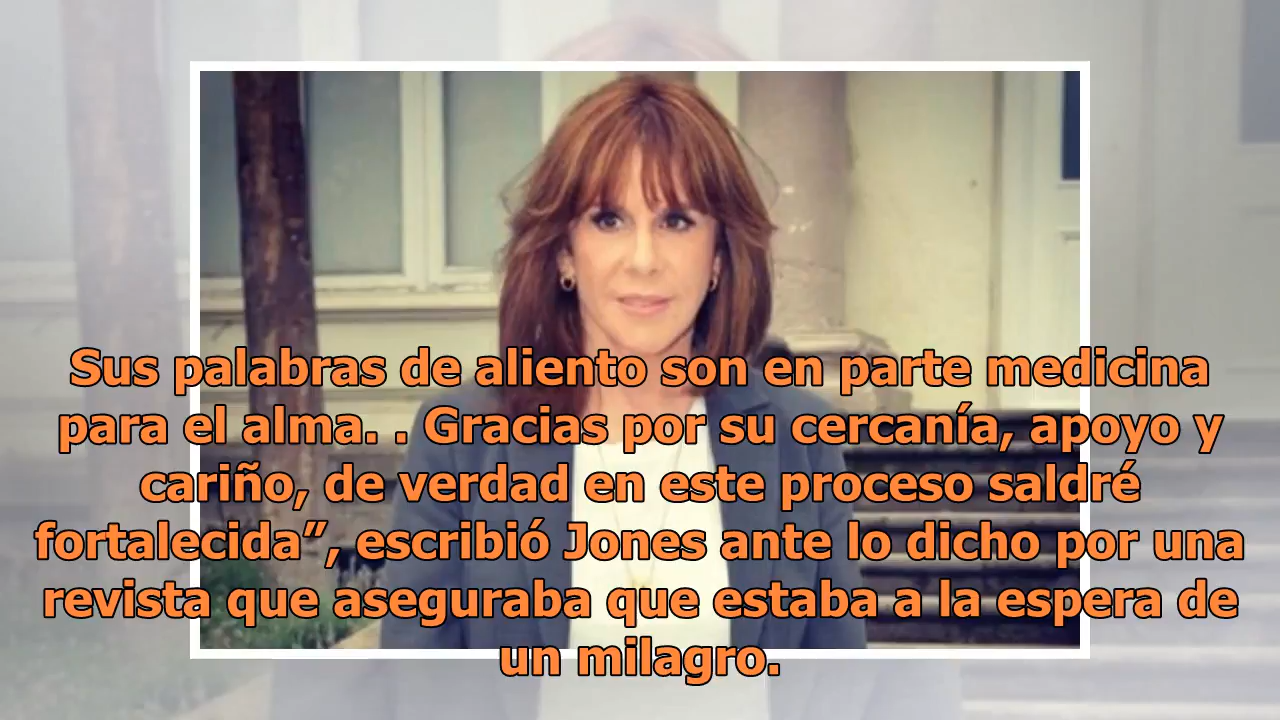 Sus palabras de aliento son en parte medicina
para el alma. . Gracias por su cercanía, apoyo y
cariño, de verdad en este proceso saldré
fortalecida”, escribió Jones ante lo dicho por una
revista que aseguraba que estaba a la espera de
un milagro.